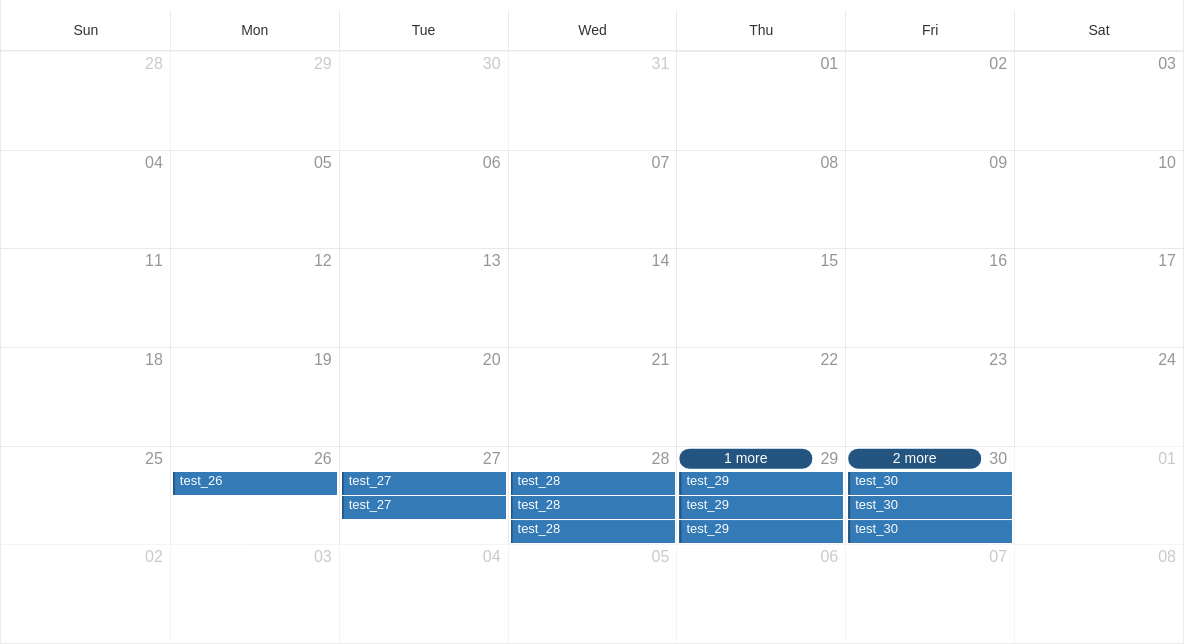 Sun Mon Tue Wed Thu Fri Sat
28 29 30 31 01 02 03
04 05 06 07 08 09 10
11 12 13 14 15 16 17
18 19 20 21 22 23 24
25 26 27 28 1 more 29 2 more 30 01
test_26 test_27 test_28 test_29 test_30
test_27 test_28 test_29 test_30
test_28 test_29 test_30
02 03 04 05 06 07 08